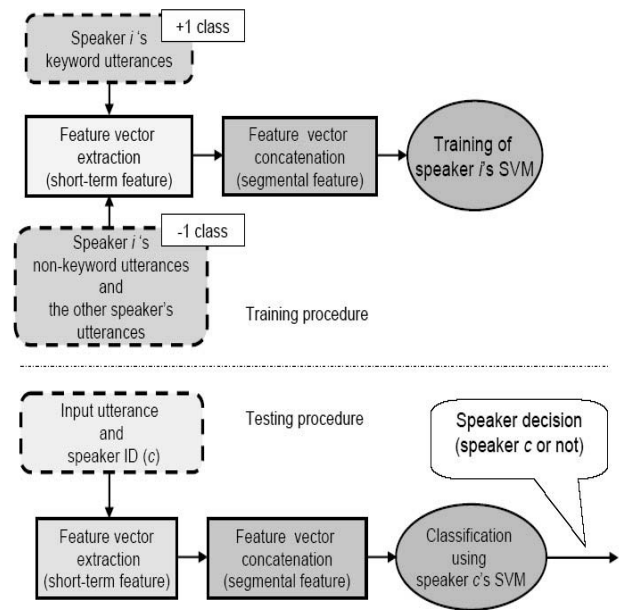 +1 class
Speaker i 's
keyword utterances
Feature vector
extraction
(short-term feature)
Feature vector
concatenation
(segmental feature)
Training of
speaker i's SVM
-1 class
Speaker i 's
non-keyword utterances
and
the other speaker's
utterances
Training procedure
Input utterance
and
speaker ID (c)
Testing procedure
Speaker decision
(speaker c or not)
Feature vector
extraction
(short-term feature)
Feature vector
concatenation
(segmental feature)
Classification
using
speaker c's SVM